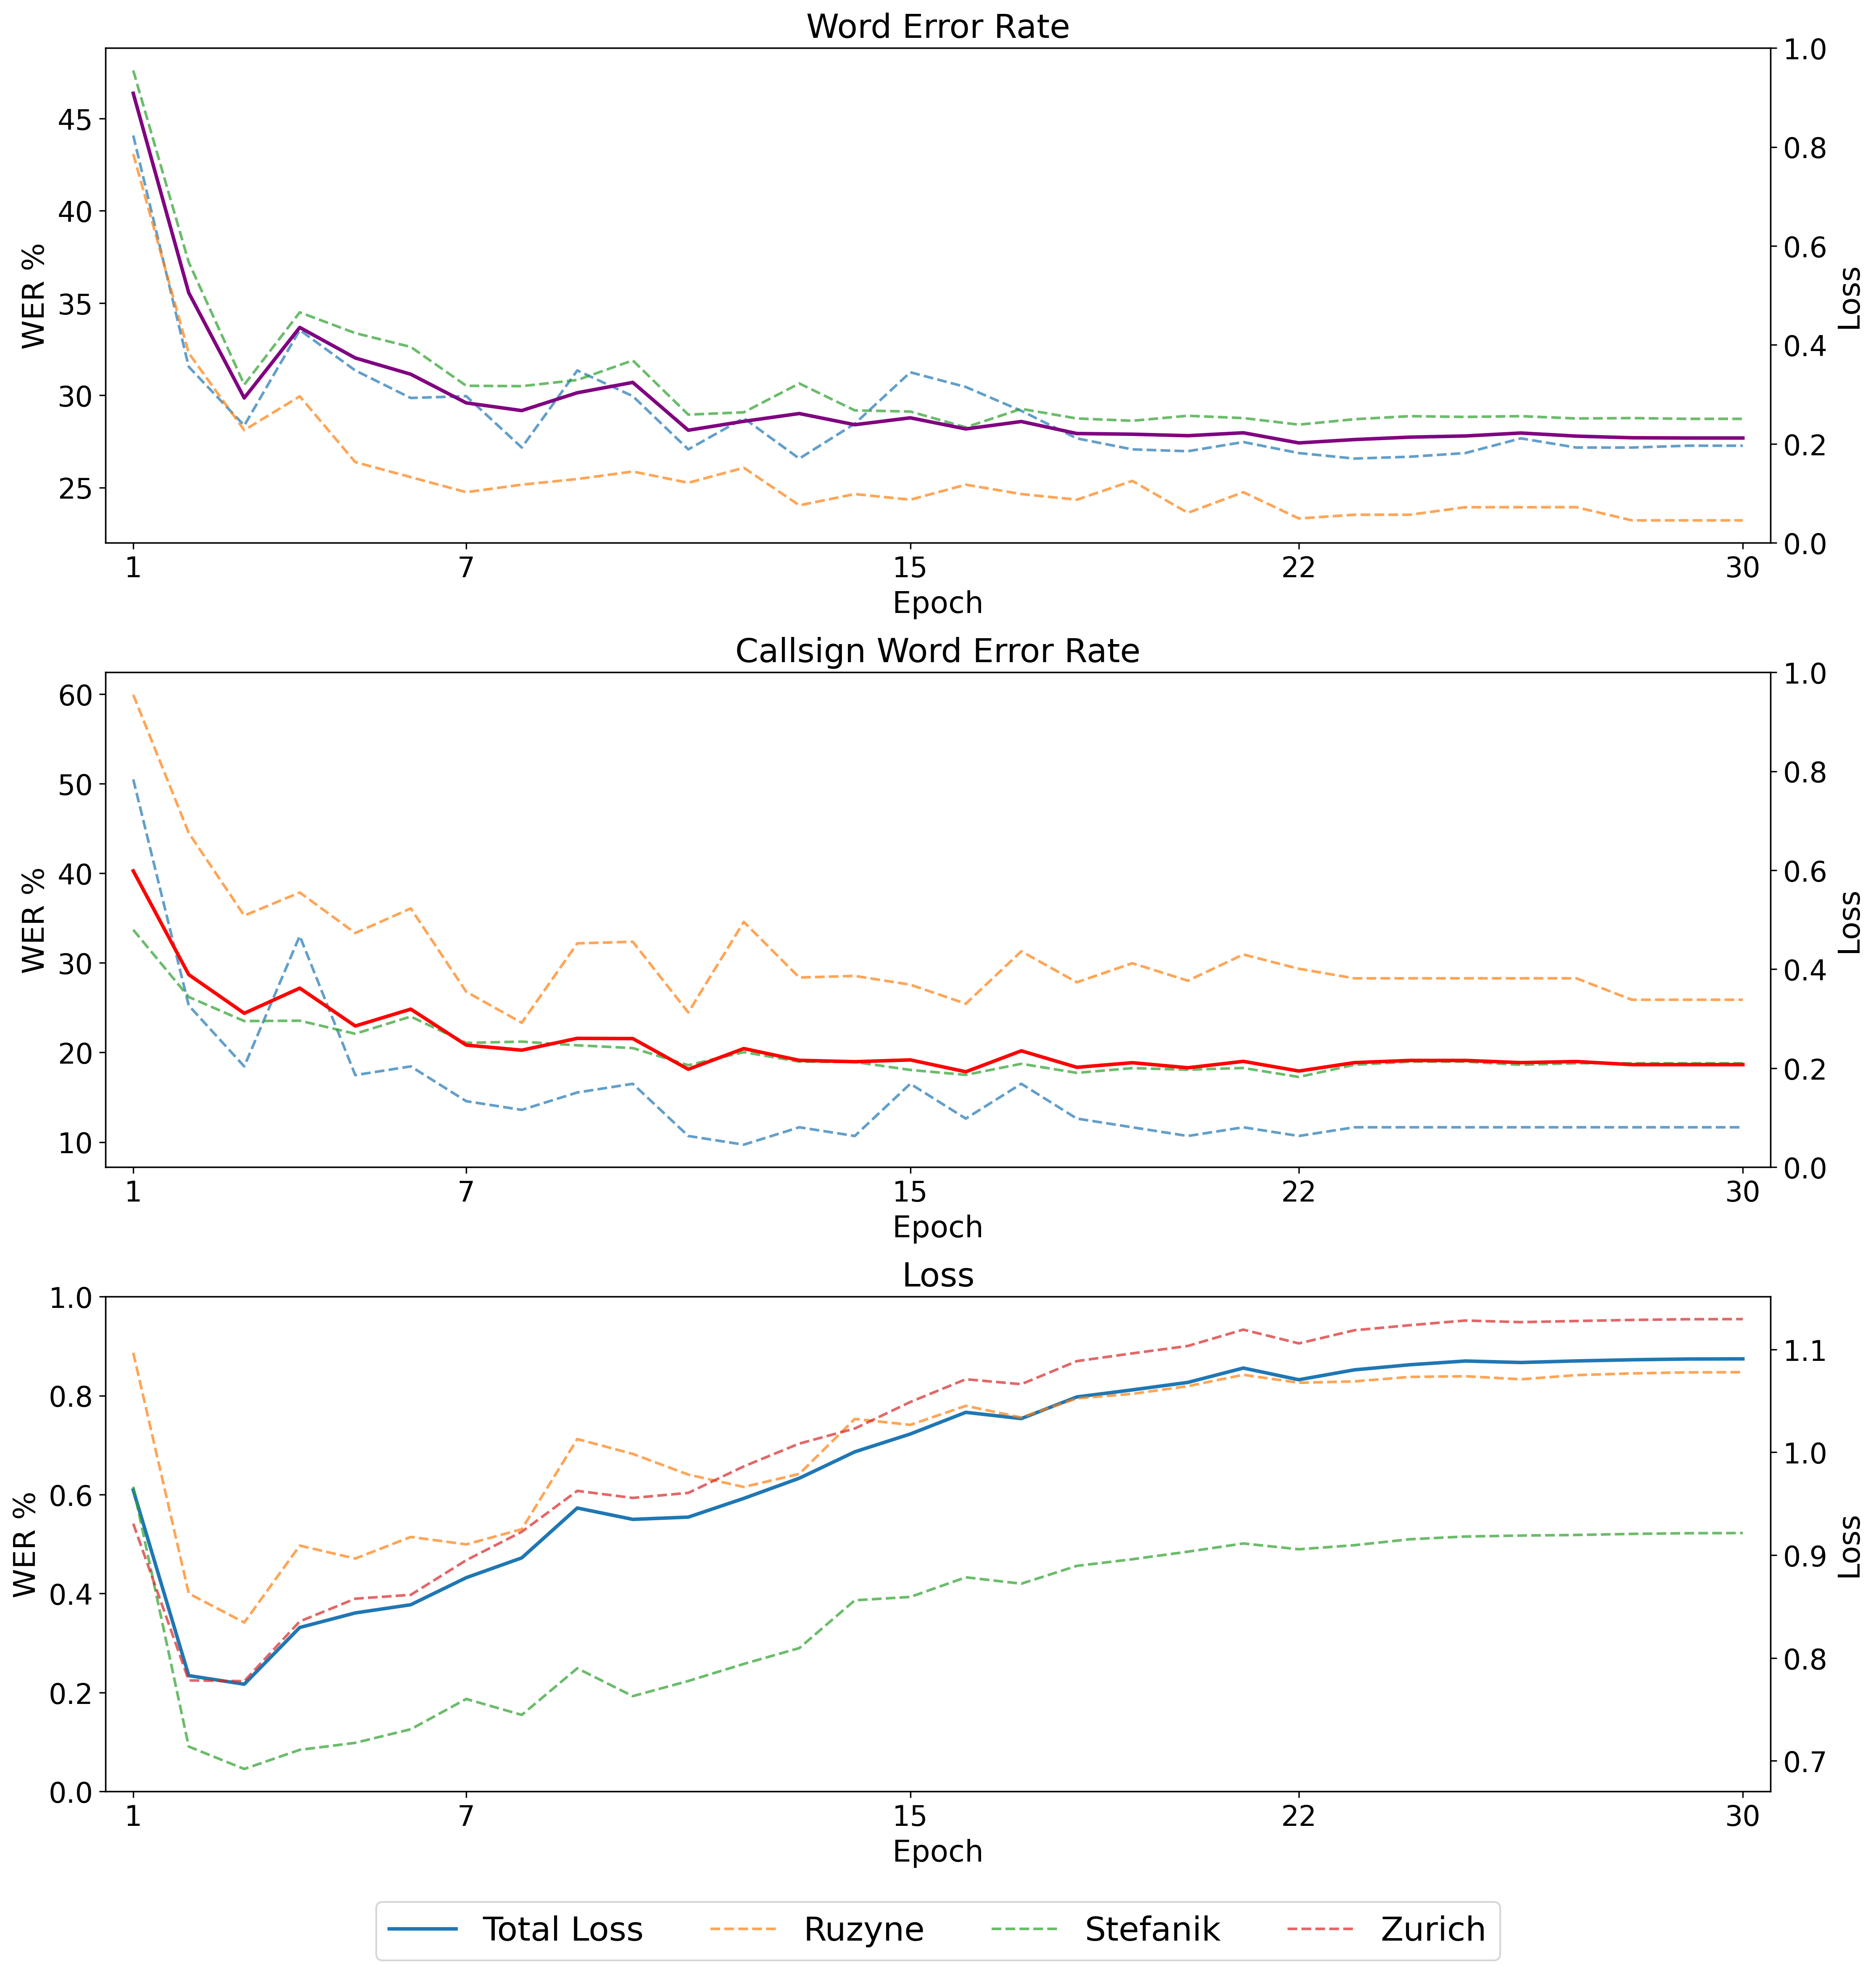 Word Error Rate
45
40
35
30
25
WER %
1.0
0.8
0.6
0.4
0.2
0.0
Loss
1 7 15 22 30
Epoch
Callsign Word Error Rate
60
50
40
30
20
10
WER %
1.0
0.8
0.6
0.4
0.2
0.0
Loss
1 7 15 22 30
Epoch
Loss
1.0
0.8
0.6
0.4
0.2
0.0
WER %
1.1
1.0
0.9
0.8
0.7
Loss
1 7 15 22 30
Epoch
Total Loss Ruzyne Stefanik Zurich